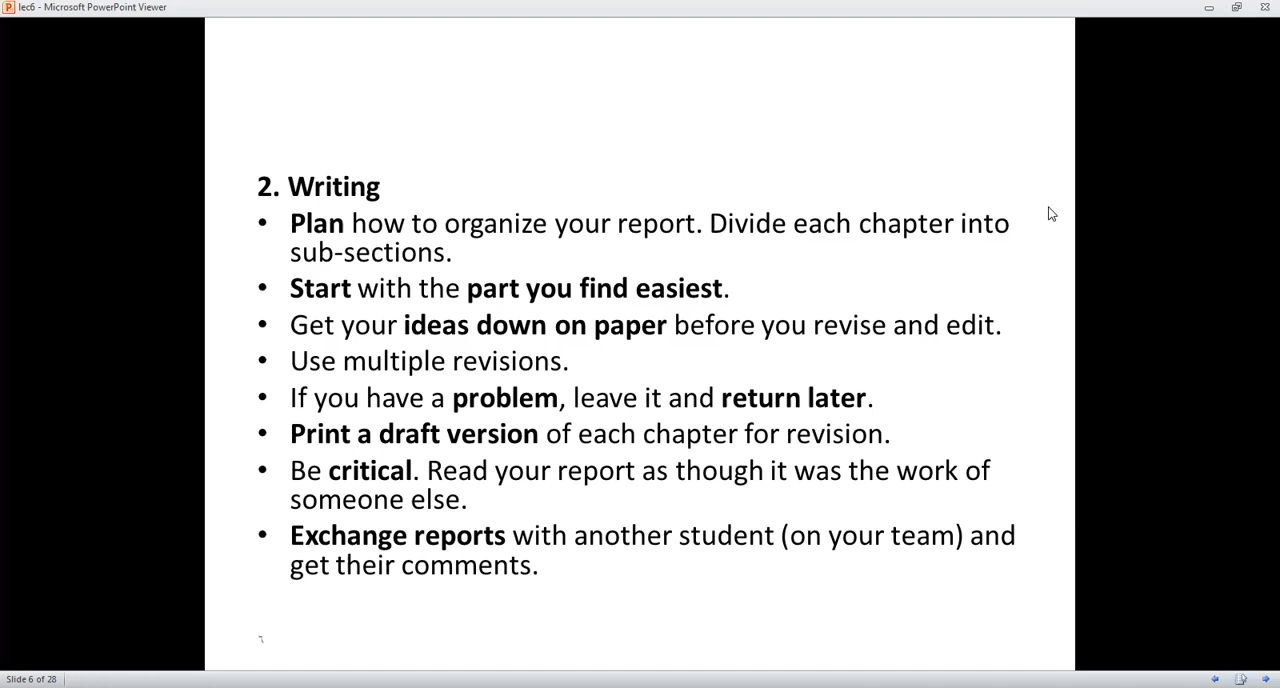 lec6 - Microsoft PowerPoint Viewer
2. Writing
• Plan how to organize your report. Divide each chapter into
sub-sections.
• Start with the part you find easiest.
• Get your ideas down on paper before you revise and edit.
• Use multiple revisions.
• If you have a problem, leave it and return later.
• Print a draft version of each chapter for revision.
• Be critical. Read your report as though it was the work of
someone else.
• Exchange reports with another student (on your team) and
get their comments.
٦
Slide 6 of 28